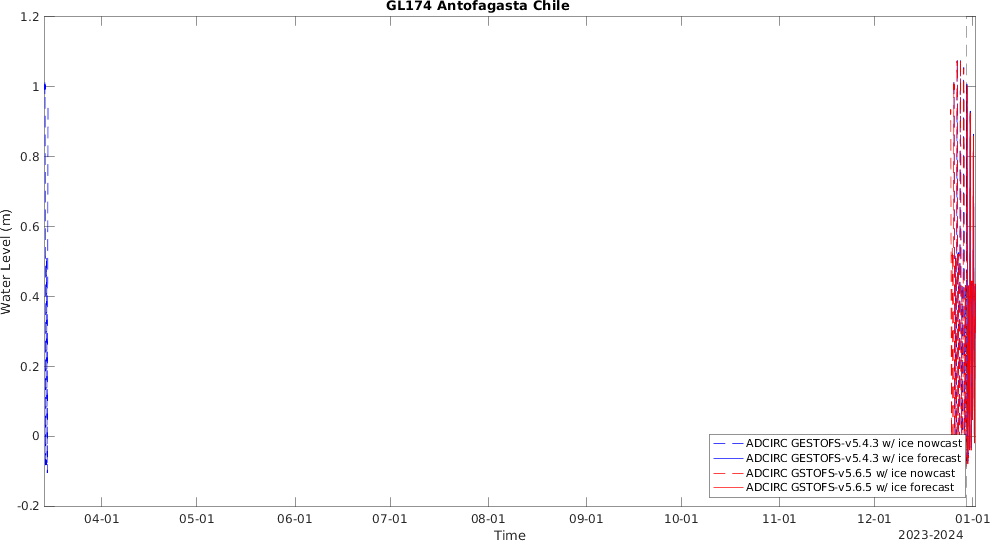 GL174 Antofagasta Chile
1.2
1
0.8
0.6
0.4
0.2
0
-0.2
Water Level (m)
ADCIRC GESTOFS-v5.4.3 w/ ice nowcast
ADCIRC GESTOFS-v5.4.3 w/ ice forecast
ADCIRC GSTOFS-v5.6.5 w/ ice nowcast
ADCIRC GSTOFS-v5.6.5 w/ ice forecast
04-01 05-01 06-01 07-01 08-01 09-01 10-01 11-01 12-01 01-01
2023-2024
Time